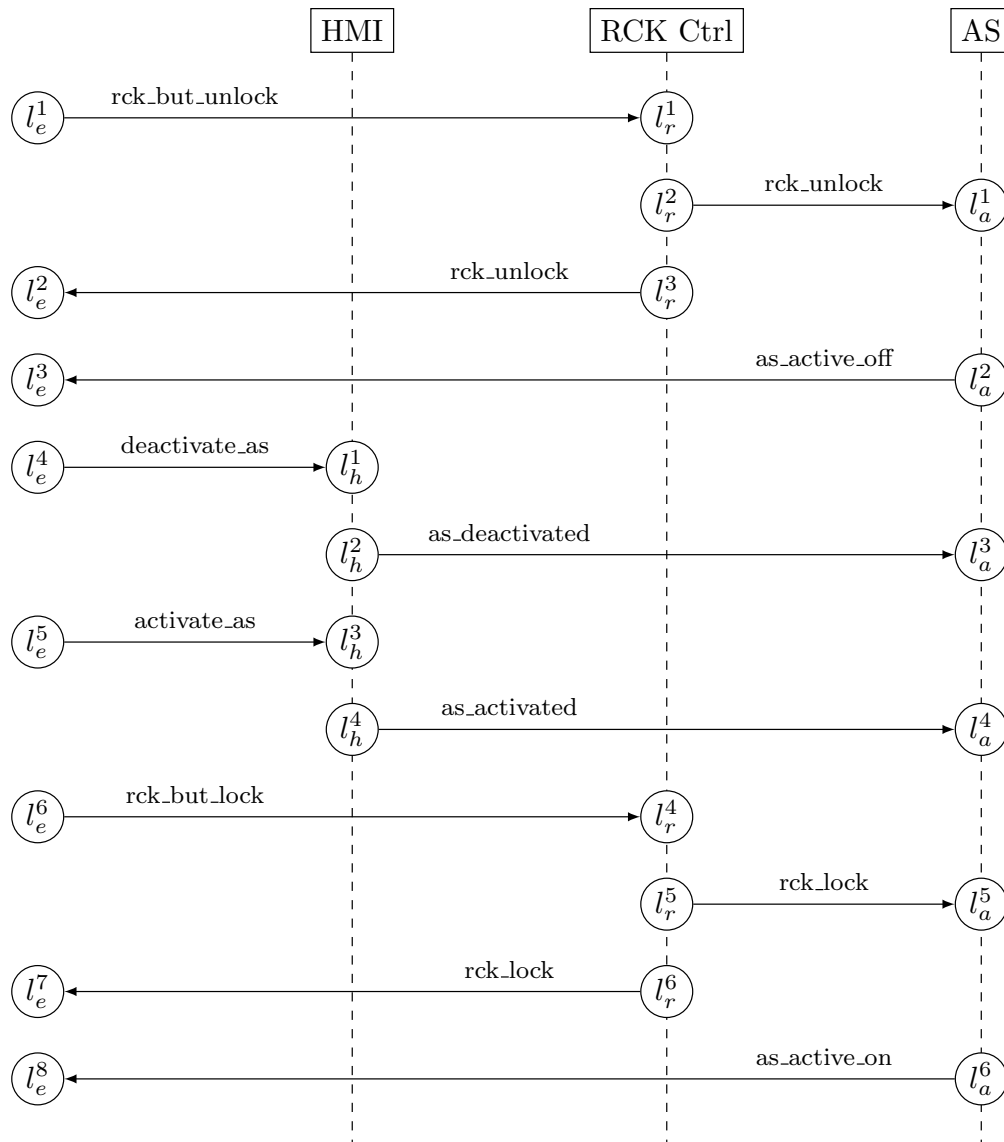 HMI RCK Ctrl AS
rck_but_unlock
l_e^1 l_r^1
rck_unlock
l_r^2 l_a^1
rck_unlock
l_e^2 l_r^3
as_active_off
l_e^3 l_a^2
deactivate_as
l_e^4 l_h^1
as_deactivated
l_h^2 l_a^3
activate_as
l_e^5 l_h^3
as_activated
l_h^4 l_a^4
rck_but_lock
l_e^6 l_r^4
rck_lock
l_r^5 l_a^5
rck_lock
l_e^7 l_r^6
as_active_on
l_e^8 l_a^6